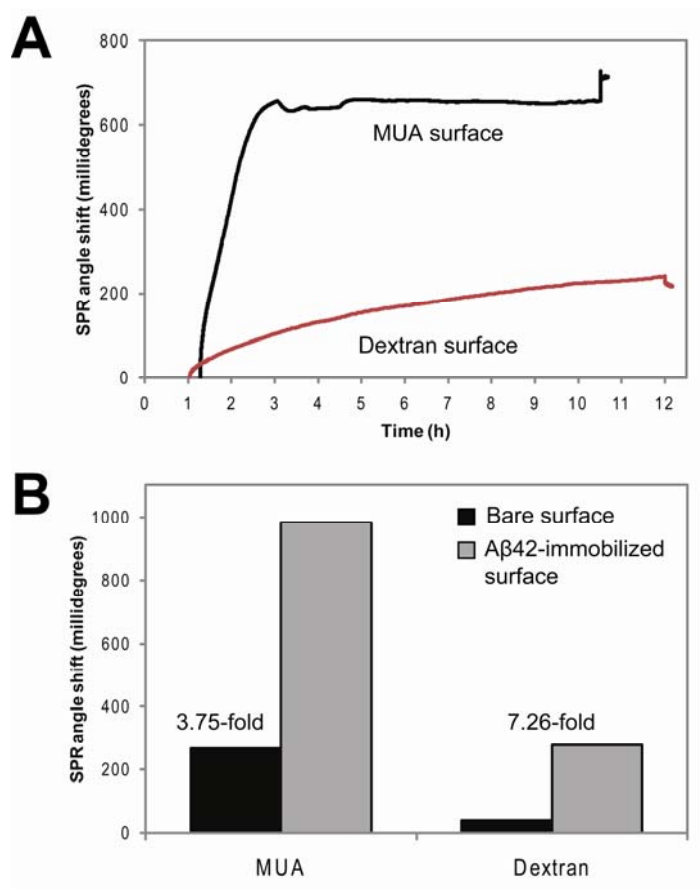 A
SPR angle shift (millidegrees)
800
600
400
200
0
MUA surface
Dextran surface
0 1 2 3 4 5 6 7 8 9 10 11 12
Time (h)
B
SPR angle shift (millidegrees)
1000
800
600
400
200
0
Bare surface
Aβ42-immobilized
surface
3.75-fold
7.26-fold
MUA Dextran